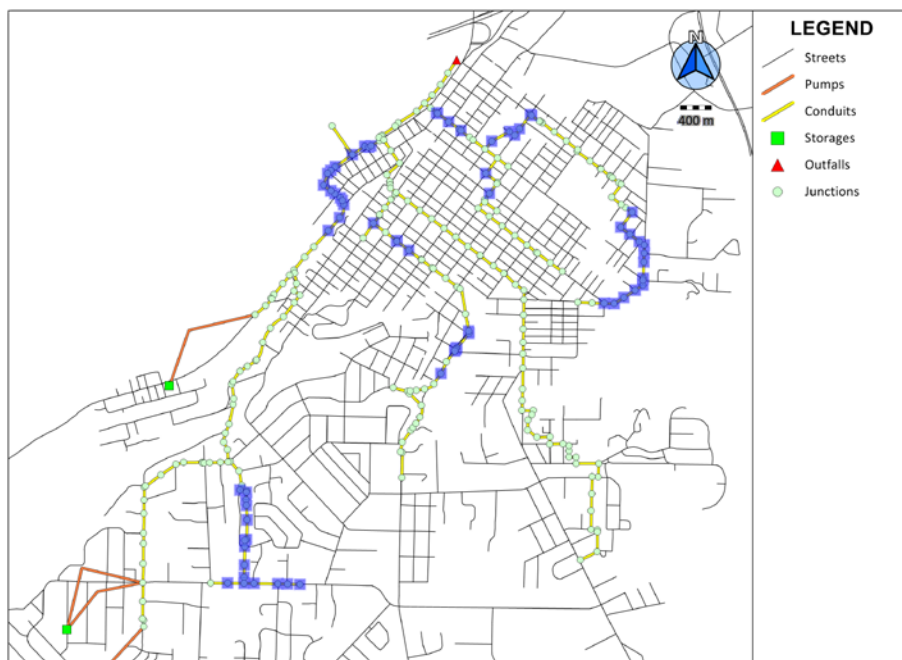 LEGEND
N
400 m
Streets
Pumps
Conduits
Storages
Outfalls
Junctions